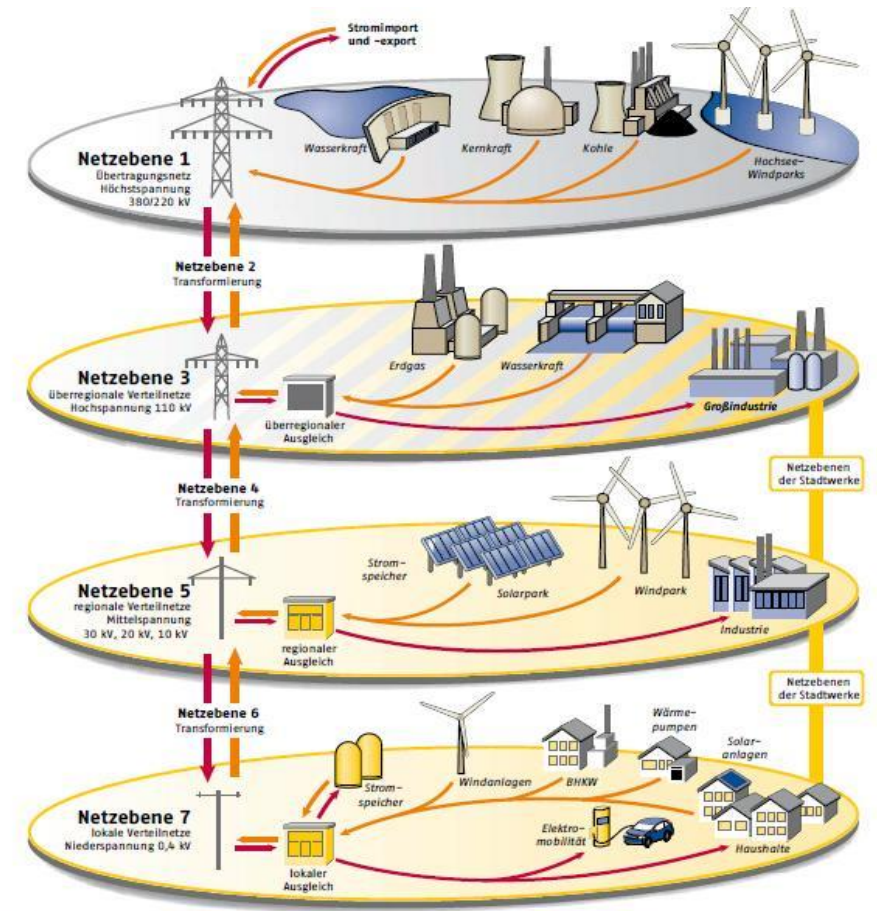 Stromimport
und -export
Wasserkraft
Kernkraft
Kohle
Hochsee-
Windparks
Netzebene 1
Übertragungsnetz
Höchstspannung
380/220 kV
Netzebene 2
Transformierung
Erdgas
Wasserkraft
Großindustrie
Netzebene 3
überregionale Verteilnetze
Hochspannung 110 kV
überregionaler
Ausgleich
Netzebenen
der Stadtwerke
Netzebene 4
Transformierung
Strom-
speicher
Solarpark
Windpark
Industrie
Netzebene 5
regionale Verteilnetze
Mittelspannung
30 kV, 20 kV, 10 kV
regionaler
Ausgleich
Netzebenen
der Stadtwerke
Netzebene 6
Transformierung
Strom-
speicher
Windanlagen
BHKW
Wärme-
pumpen
Solar-
anlagen
Netzebene 7
lokale Verteilnetze
Niederspannung 0,4 kV
lokaler
Ausgleich
Elektro-
mobilität
Haushalte